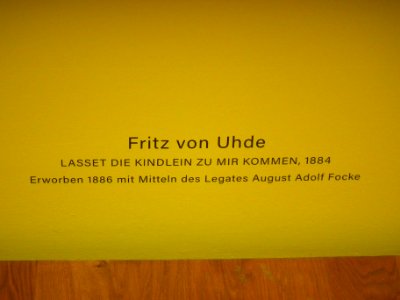 Fritz von Uhde
LASSET DIE KINDLEIN ZU MIR KOMMEN, 1884
Erworben 1886 mit Mitteln des Legates August Adolf Focke